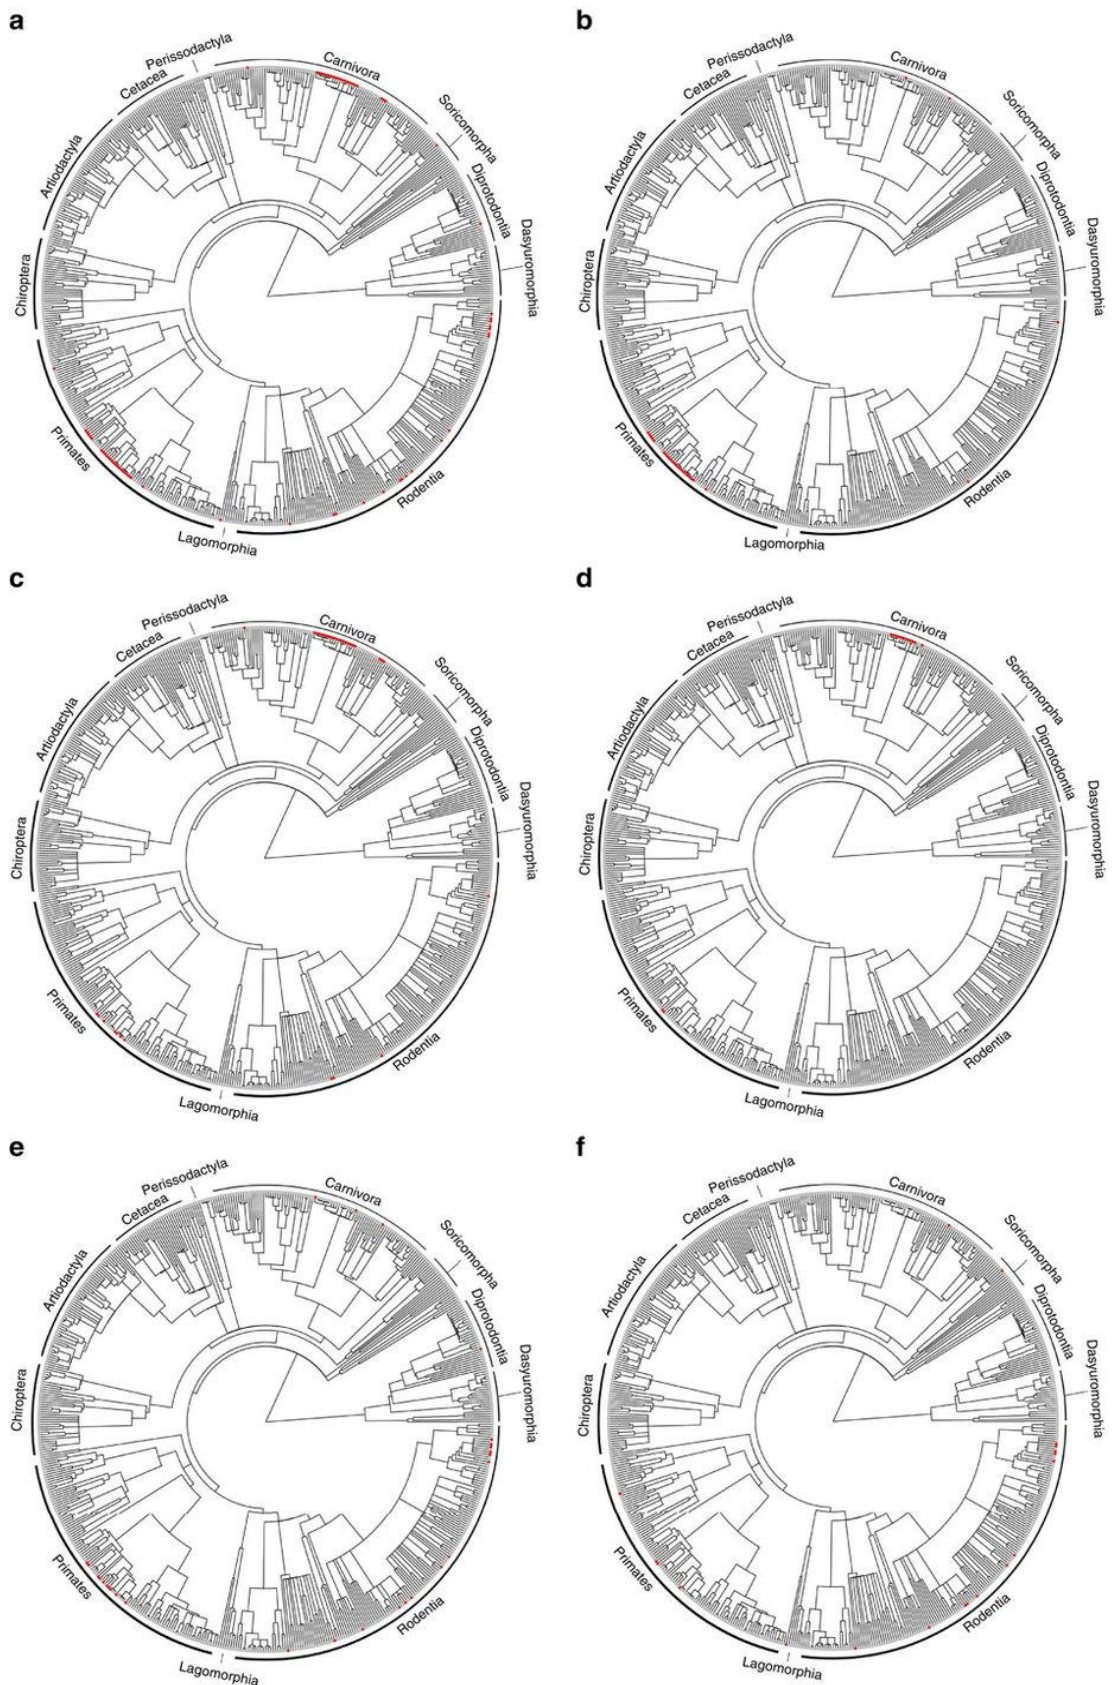 a
Perissodactyla
Carnivora
Cetacea
Soricomorpha
Artiodactyla
Diprotodontia
Dasyuromorphia
Chiroptera
Primates
Rodentia
Lagomorphia
b
Perissodactyla
Carnivora
Cetacea
Soricomorpha
Artiodactyla
Diprotodontia
Dasyuromorphia
Chiroptera
Primates
Rodentia
Lagomorphia
c
Perissodactyla
Carnivora
Cetacea
Soricomorpha
Artiodactyla
Diprotodontia
Dasyuromorphia
Chiroptera
Primates
Rodentia
Lagomorphia
d
Perissodactyla
Carnivora
Cetacea
Soricomorpha
Artiodactyla
Diprotodontia
Dasyuromorphia
Chiroptera
Primates
Rodentia
Lagomorphia
e
Perissodactyla
Carnivora
Cetacea
Soricomorpha
Artiodactyla
Diprotodontia
Dasyuromorphia
Chiroptera
Primates
Rodentia
Lagomorphia
f
Perissodactyla
Carnivora
Cetacea
Soricomorpha
Artiodactyla
Diprotodontia
Dasyuromorphia
Chiroptera
Primates
Rodentia
Lagomorphia